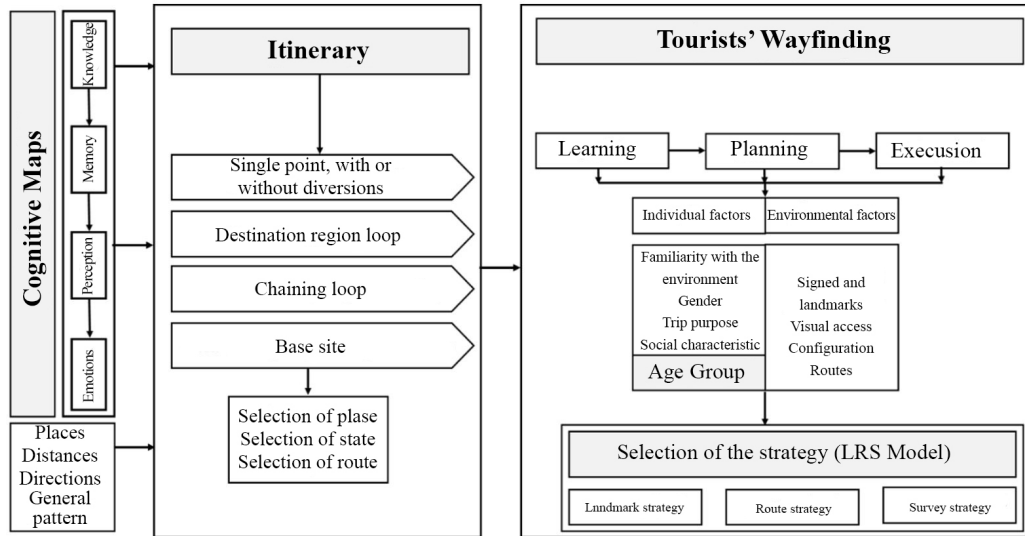 Cognitive Maps
Knowledge
Memory
Perception
Emotions
Places
Distances
Directions
General
pattern
Itinerary
Single point, with or
without diversions
Destination region loop
Chaining loop
Base site
Selection of plase
Selection of state
Selection of route
Tourists’ Wayfinding
Learning
Planning
Execusion
Individual factors
Environmental factors
Familiarity with the
environment
Gender
Trip purpose
Social characteristic
Age Group
Signed and
landmarks
Visual access
Configuration
Routes
Selection of the strategy (LRS Model)
Lnndmark strategy
Route strategy
Survey strategy